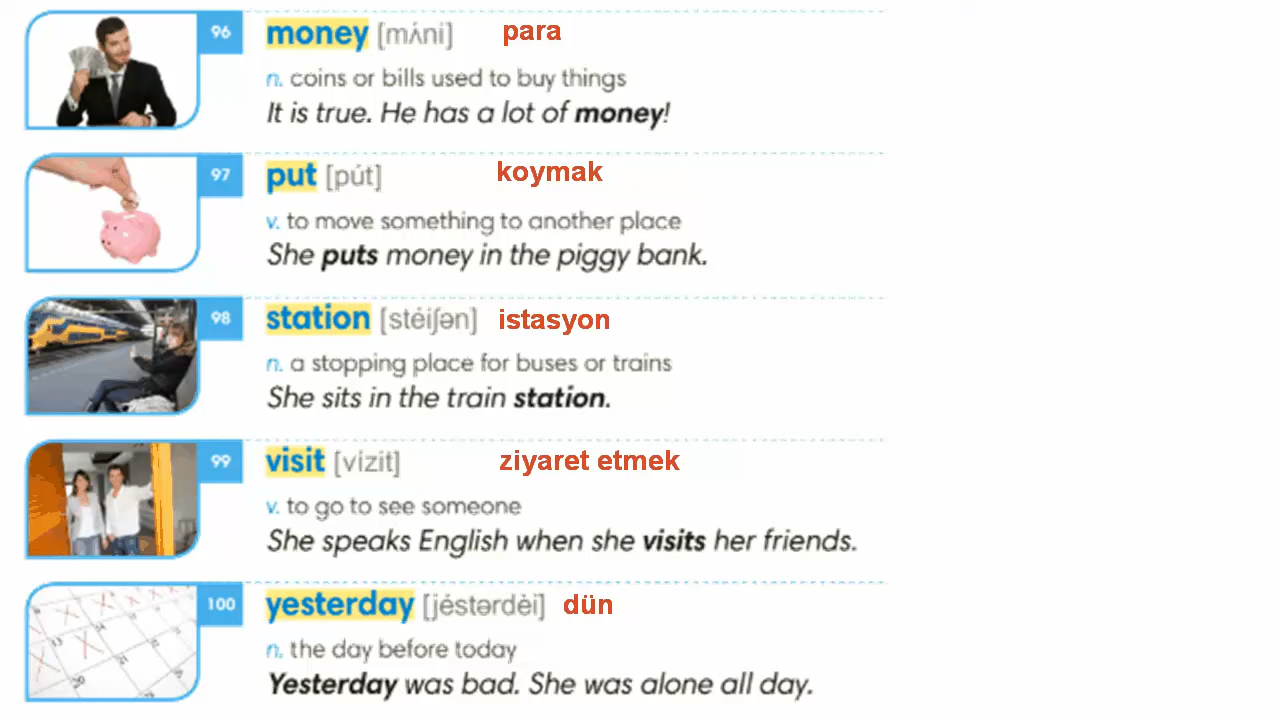 96 money [mʌ́ni] para
n. coins or bills used to buy things
It is true. He has a lot of money!
97 put [pút] koymak
v. to move something to another place
She puts money in the piggy bank.
98 station [stéiʃən] istasyon
n. a stopping place for buses or trains
She sits in the train station.
99 visit [vízit] ziyaret etmek
v. to go to see someone
She speaks English when she visits her friends.
100 yesterday [jéstərdèi] dün
n. the day before today
Yesterday was bad. She was alone all day.